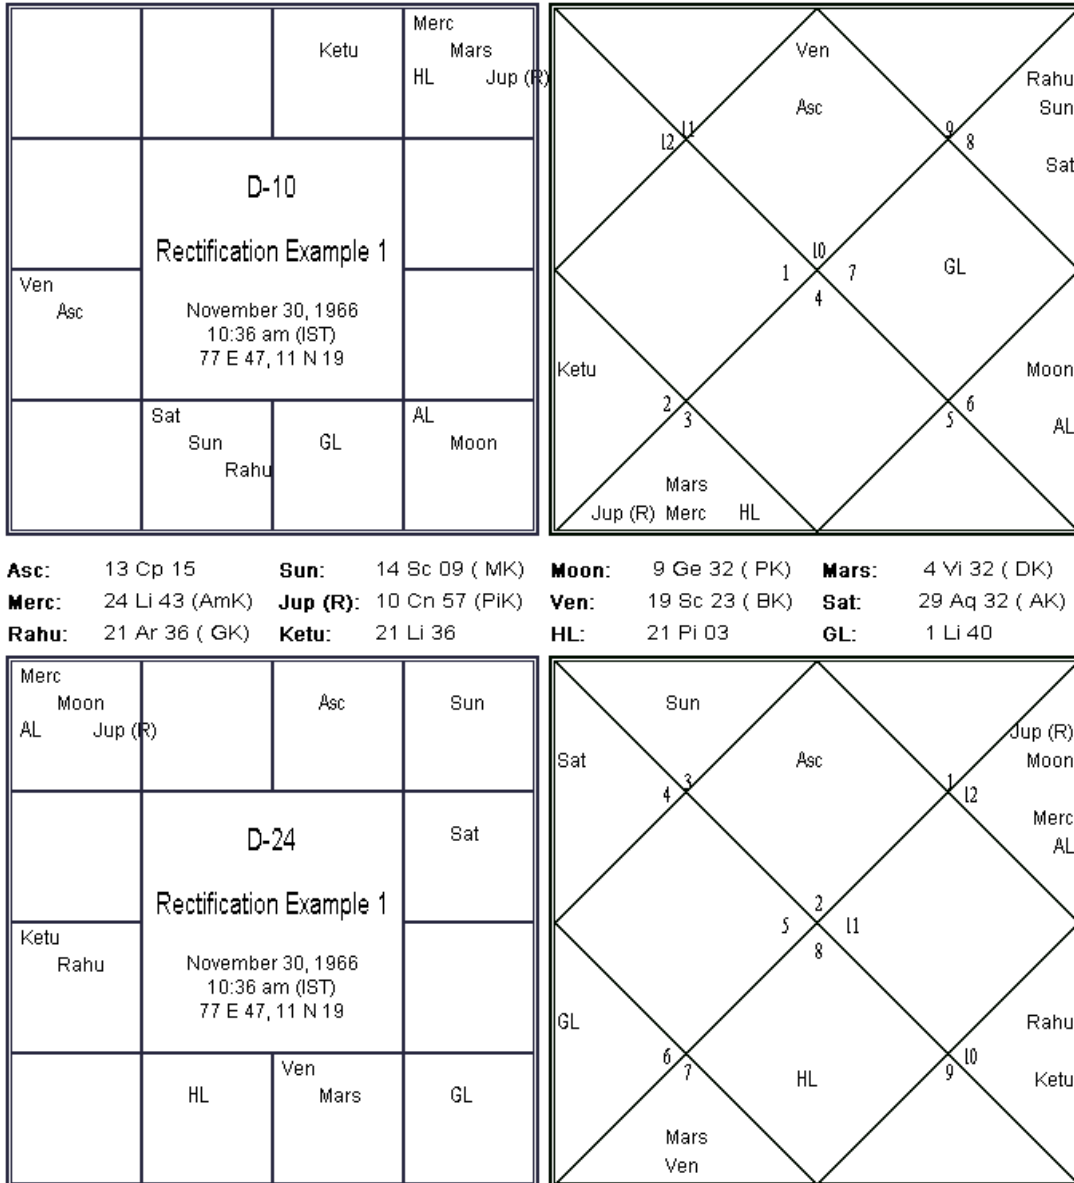 Merc
Ketu Mars
HL Jup (R)
D-10
Rectification Example 1
November 30, 1966
10:36 am (IST)
77 E 47, 11 N 19
Ven
Asc
Sat
Sun
Rahu
GL
AL
Moon
Ven
Asc
Rahu
Sun
Sat
11
12
9
8
10
1 7
4
GL
Ketu
Moon
AL
2
3
6
5
Mars
Jup (R) Merc HL
Asc: 13 Cp 15 Sun: 14 Sc 09 ( MK) Moon: 9 Ge 32 ( PK) Mars: 4 Vi 32 ( DK)
Merc: 24 Li 43 (AmK) Jup (R): 10 Cn 57 (PiK) Ven: 19 Sc 23 ( BK) Sat: 29 Aq 32 ( AK)
Rahu: 21 Ar 36 ( GK) Ketu: 21 Li 36 HL: 21 Pi 03 GL: 1 Li 40
Merc
Moon Asc Sun
AL Jup (R)
D-24
Rectification Example 1
November 30, 1966
10:36 am (IST)
77 E 47, 11 N 19
Sat
Ketu
Rahu
HL
Ven
Mars
GL
Sun
Sat
Asc
Jup (R)
Moon
Merc
AL
3
4
1
12
2
5 11
8
GL
Rahu
Ketu
6
7
10
9
HL
Mars
Ven